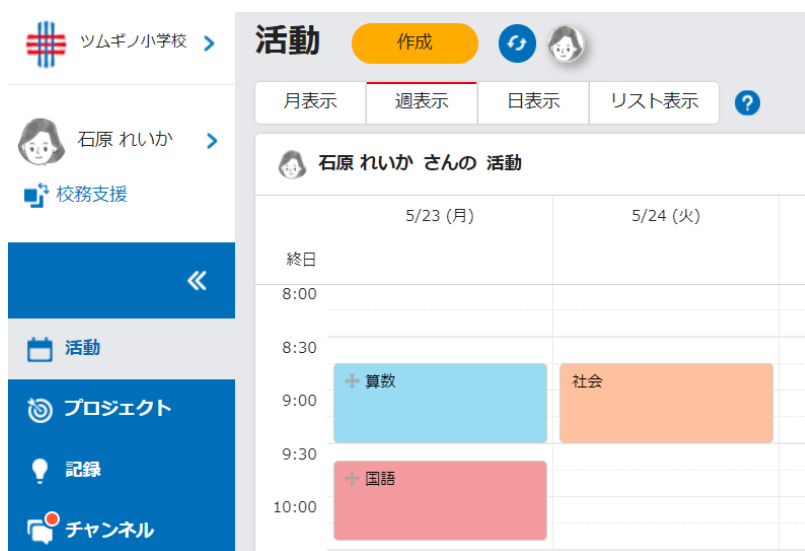 ツムギノ小学校
石原 れいか
校務支援
活動
プロジェクト
記録
チャンネル
活動
作成
月表示
週表示
日表示
リスト表示
?
石原 れいか さんの 活動
5/23 (月)
5/24 (火)
終日
8:00
8:30
算数
社会
9:00
9:30
国語
10:00